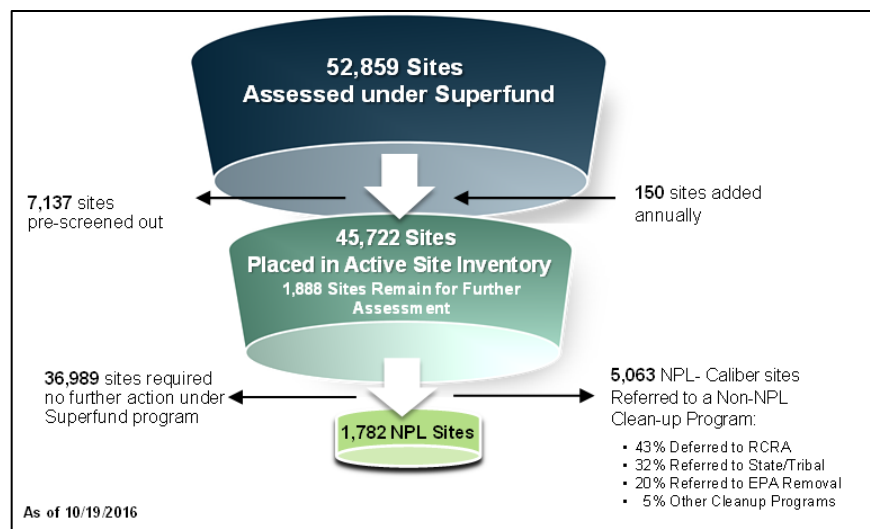 52,859 Sites
Assessed under Superfund
7,137 sites
pre-screened out
150 sites added
annually
45,722 Sites
Placed in Active Site Inventory
1,888 Sites Remain for Further
Assessment
36,989 sites required
no further action under
Superfund program
5,063 NPL- Caliber sites
Referred to a Non-NPL
Clean-up Program:
• 43% Deferred to RCRA
• 32% Referred to State/Tribal
• 20% Referred to EPA Removal
• 5% Other Cleanup Programs
1,782 NPL Sites
As of 10/19/2016